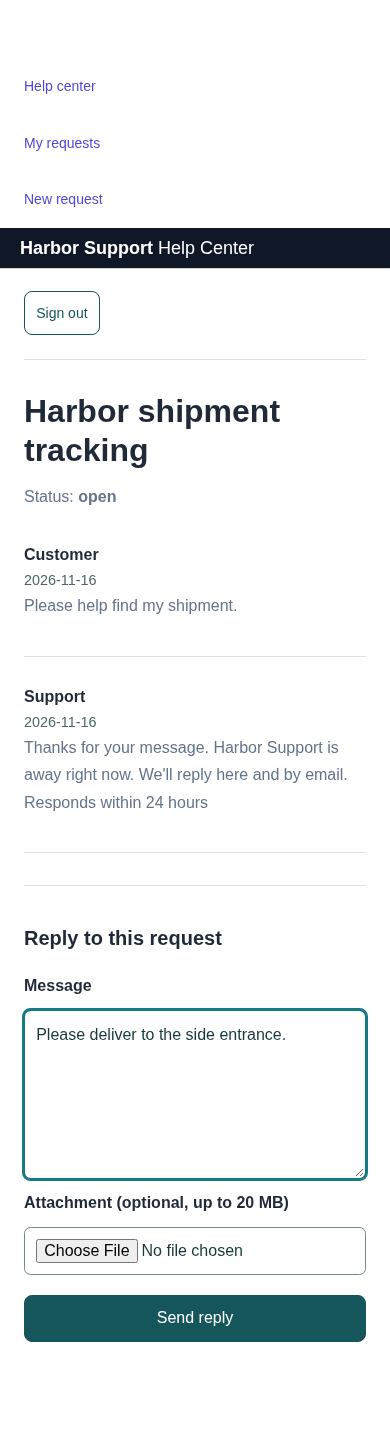 Help center
My requests
New request
Harbor Support Help Center
Sign out
Harbor shipment
tracking
Status: open
Customer
2026-11-16
Please help find my shipment.
Support
2026-11-16
Thanks for your message. Harbor Support is
away right now. We'll reply here and by email.
Responds within 24 hours
Reply to this request
Message
Please deliver to the side entrance.
Attachment (optional, up to 20 MB)
Choose File No file chosen
Send reply